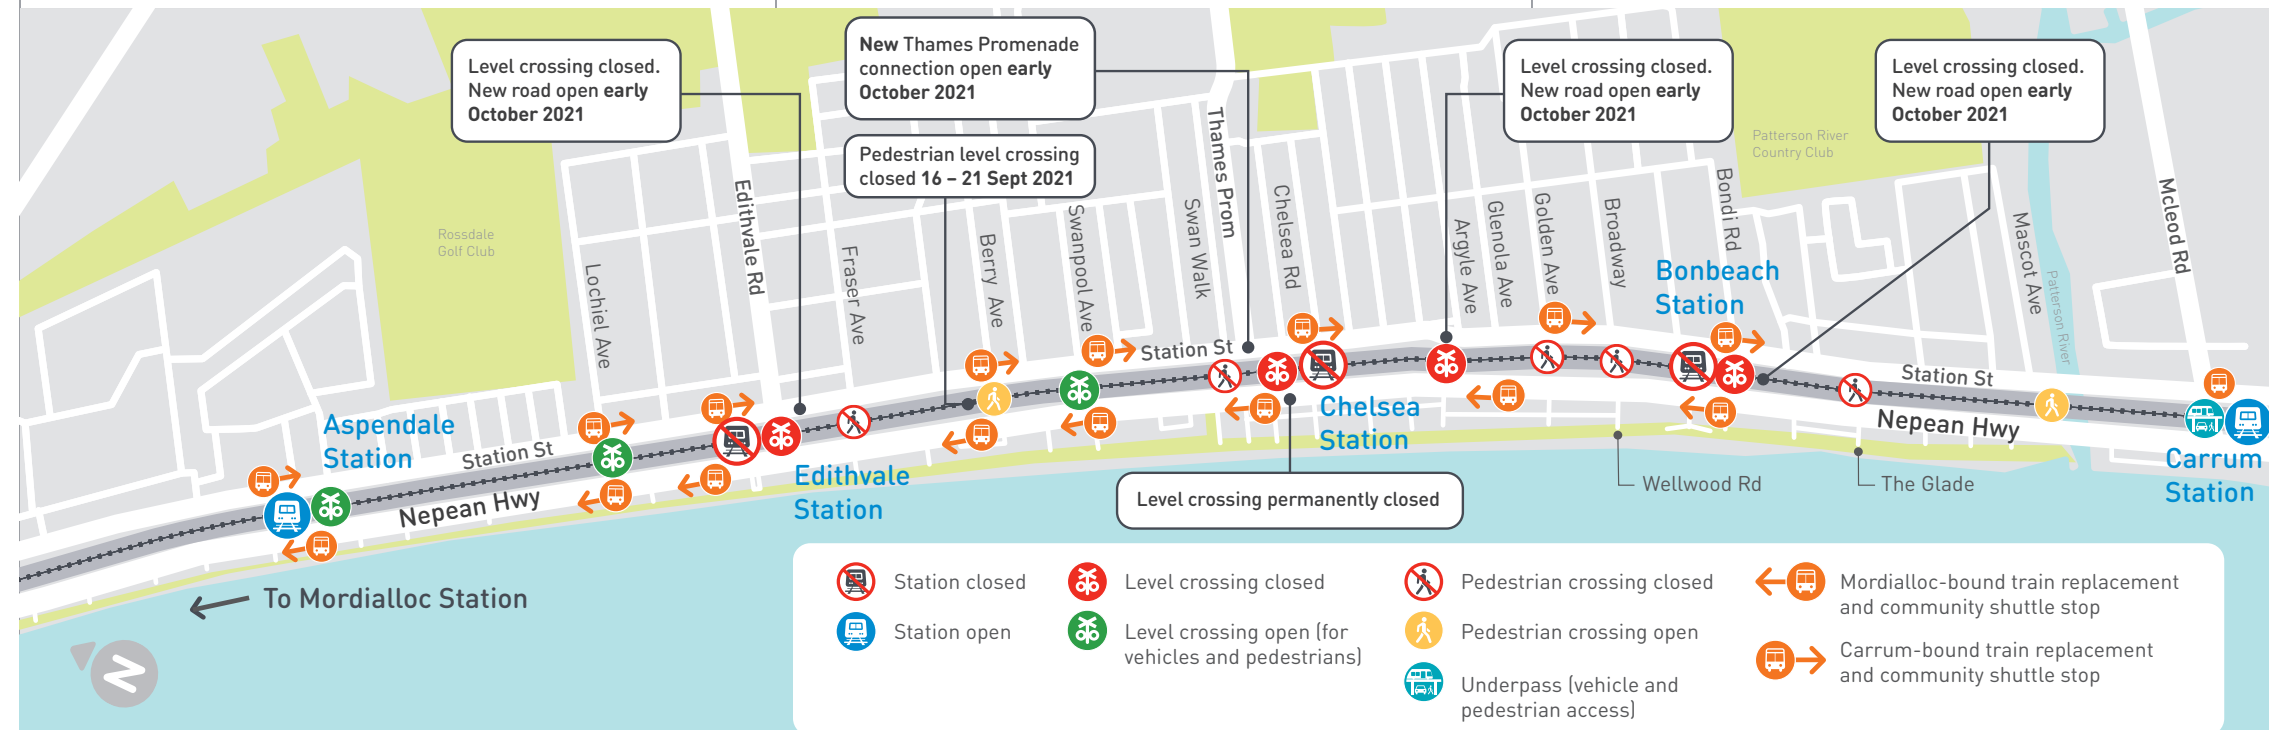 Level crossing closed.
New road open early
October 2021
New Thames Promenade
connection open early
October 2021
Pedestrian level crossing
closed 16 – 21 Sept 2021
Level crossing closed.
New road open early
October 2021
Level crossing closed.
New road open early
October 2021
Patterson River
Country Club
Rossdale
Golf Club
Lochiel Ave
Edithvale Rd
Fraser Ave
Berry Ave
Swanpool Ave
Swan Walk
Thames Prom
Chelsea Rd
Argyle Ave
Glenola Ave
Golden Ave
Broadway
Bondi Rd
Mascot Ave
Patterson River
Mcleod Rd
Bonbeach
Station
Station St
Station St
Station St
Aspendale
Station
Nepean Hwy
Edithvale
Station
Chelsea
Station
Nepean Hwy
Carrum
Station
Wellwood Rd
The Glade
Level crossing permanently closed
To Mordialloc Station
N
Station closed
Station open
Level crossing closed
Level crossing open (for
vehicles and pedestrians)
Pedestrian crossing closed
Pedestrian crossing open
Underpass (vehicle and
pedestrian access)
Mordialloc-bound train replacement
and community shuttle stop
Carrum-bound train replacement
and community shuttle stop